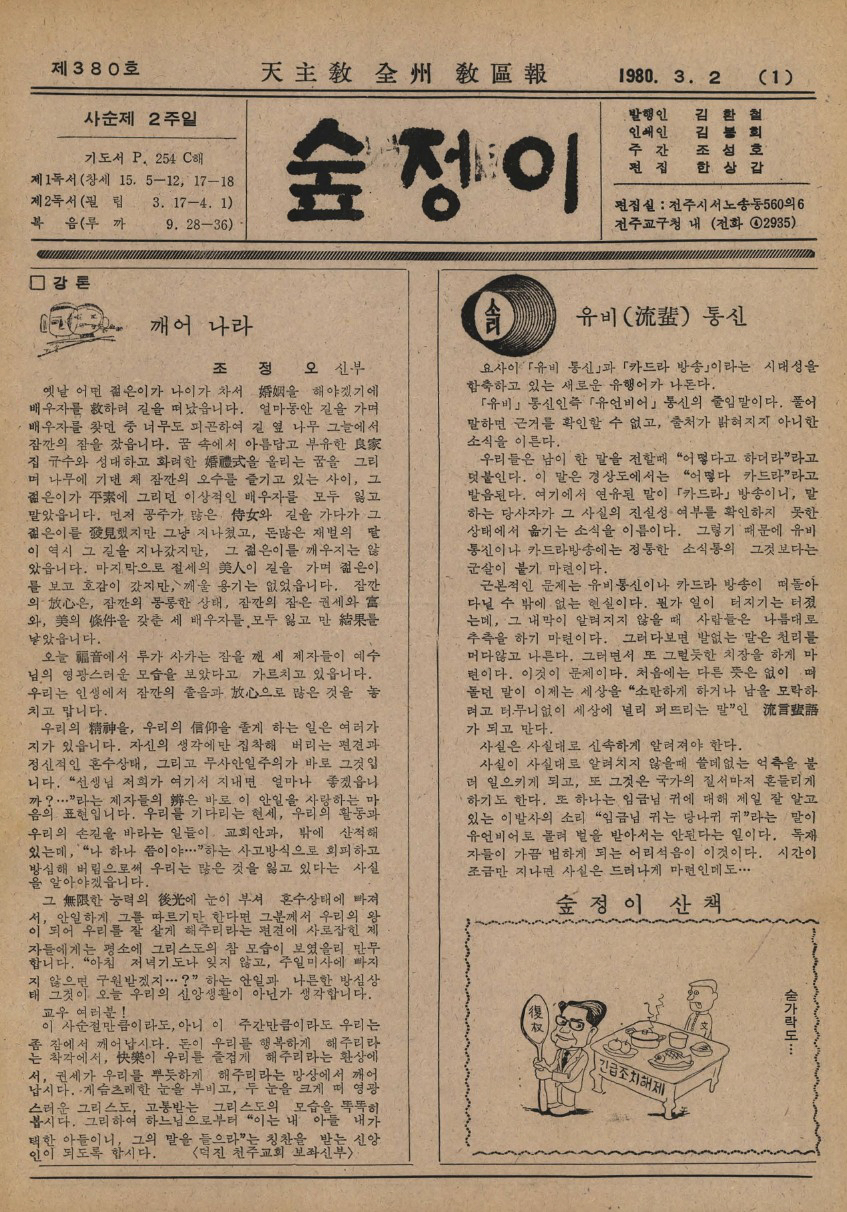 제380호
天主敎 全州 敎區報
1980. 3. 2 (1)
사순제 2주일
기도서 P. 254 C해
제1독서(창세 15. 5—12, 17—18
제2독서(필립 3. 17—4. 1)
복음(루까 9. 28—36)
숲정이
발행인 김환철
인쇄인 김봉희
주간 조성호
편집 한상갑
편집실 : 전주시서노송동560의6
전주교구청 내 (전화 ④2935)
□ 강론
깨어 나라
조정오 신부
옛날 어떤 젊은이가 나이가 차서 婚姻을 해야겠기에
배우자를 救하려 길을 떠났읍니다. 얼마동안 길을 가며
배우자를 찾던 중 너무도 피곤하여 길 옆 나무 그늘에서
잠깐의 잠을 잤읍니다. 꿈 속에서 아름답고 부유한 良家
집 규수와 성대하고 화려한 婚禮式을 올리는 꿈을 그리
며 나무에 기댄 채 잠깐의 오수를 즐기고 있는 사이, 그
젊은이가 平素에 그리던 이상적인 배우자를 모두 잃고
말았읍니다. 먼저 공주가 많은 侍女와 길을 가다가 그
젊은이를 發見했지만 그냥 지나쳤고, 돈많은 재벌의 딸
이 역시 그 길을 지나갔지만, 그 젊은이를 깨우지는 않
았읍니다. 마지막으로 절세의 美人이 길을 가며 젊은이
를 보고 호감이 갔지만, 깨울 용기는 없었읍니다. 잠깐
의 放心은, 잠깐의 몽롱한 상태, 잠깐의 잠은 권세와 富
와, 美의 條件을 갖춘 세 배우자를 모두 잃고 만 結果를
낳았읍니다.
오늘 福音에서 루가 사가는 잠을 깬 세 제자들이 예수
님의 영광스러운 모습을 보았다고 가르치고 있읍니다.
우리는 인생에서 잠깐의 졸음과 放心으로 많은 것을 놓
치고 맙니다.
우리의 精神을, 우리의 信仰을 졸게 하는 일은 여러가
지가 있읍니다. 자신의 생각에만 집착해 버리는 편견과
정신적인 혼수상태, 그리고 무사안일주의가 바로 그것입
니다. “선생님 저희가 여기서 지내면 얼마나 좋겠읍니
까?…”라는 제자들의 辯은 바로 이 안일을 사랑하는 마
음의 표현입니다. 우리를 기다리는 현세, 우리의 활동과
우리의 손길을 바라는 일들이 교회안과, 밖에 산적해
있는데, “나 하나 쯤이야…”하는 사고방식으로 회피하고
방심해 버림으로써 우리는 많은 것을 잃고 있다는 사실
을 알아야겠읍니다.
그 無限한 능력의 後光에 눈이 부셔 혼수상태에 빠져
서, 안일하게 그를 따르기만 한다면 그분께서 우리의 왕
이 되어 우리를 잘 살게 해주리라는 편견에 사로잡힌 제
자들에게는 평소에 그리스도의 참 모습이 보였을리 만무
합니다. “아침 저녁기도나 잊지 않고, 주일미사에 빠지
지 않으면 구원받겠지…?” 하는 안일과 나른한 방심상
태 그것이 오늘 우리의 신앙생활이 아닌가 생각합니다.
교우 여러분!
이 사순절만큼이라도, 아니 이 주간만큼이라도 우리는
좀 잠에서 깨어납시다. 돈이 우리를 행복하게 해주리라
는 착각에서, 快樂이 우리를 즐겁게 해주리라는 환상에
서, 권세가 우리를 뿌듯하게 해주리라는 망상에서 깨어
납시다. 게슴츠레한 눈을 부비고, 두 눈을 크게 떠 영광
스러운 그리스도, 고통받는 그리스도의 모습을 똑똑히
봅시다. 그리하여 하느님으로부터 “이는 내 아들 내가
택한 아들이니, 그의 말을 들으라”는 칭찬을 받는 신앙
인이 되도록 합시다. 〈덕진 천주교회 보좌신부〉
소리
유비(流蜚) 통신
요사이 「유비 통신」과 「카드라 방송」이라는 시대성을
함축하고 있는 새로운 유행어가 나돈다.
「유비」통신인즉 「유언비어」 통신의 줄임말이다. 풀어
말하면 근거를 확인할 수 없고, 출처가 밝혀지지 아니한
소식을 이른다.
우리들은 남이 한 말을 전할때 “어떻다고 하더라”라고
덧붙인다. 이 말은 경상도에서는 “어떻다 카드라”라고
발음된다. 여기에서 연유된 말이 「카드라」 방송이니, 말
하는 당사자가 그 사실의 진실성 여부를 확인하지 못한
상태에서 옮기는 소식을 이름이다. 그렇기 때문에 유비
통신이나 카드라방송에는 정통한 소식통의 그것보다는
군살이 붙기 마련이다.
근본적인 문제는 유비통신이나 카드라 방송이 떠돌아
다닐 수 밖에 없는 현실이다. 뭔가 일이 터지기는 터졌
는데, 그 내막이 알려지지 않을 때 사람들은 나름대로
추측을 하기 마련이다. 그러다보면 발없는 말은 천리를
머다않고 나른다. 그러면서 또 그럴듯한 치장을 하게 마
련이다. 이것이 문제이다. 처음에는 다른 뜻은 없이 떠
돌던 말이 이제는 세상을 “소란하게 하거나 남을 모략하
려고 터무니없이 세상에 널리 퍼뜨리는 말”인 流言蜚語
가 되고 만다.
사실은 사실대로 신속하게 알려져야 한다.
사실이 사실대로 알려지지 않을때 쓸데없는 억측을 불
러 일으키게 되고, 또 그것은 국가의 질서마저 흔들리게
하기도 한다. 또 하나는 임금님 귀에 대해 제일 잘 알고
있는 이발사의 소리 “임금님 귀는 당나귀 귀”라는 말이
유언비어로 몰려 벌을 받아서는 안된다는 일이다. 독재
자들이 가끔 범하게 되는 어리석음이 이것이다. 시간이
조금만 지나면 사실은 드러나게 마련인데도…
숲정이 산책
숟가락도…
復权
文
긴급조치해제